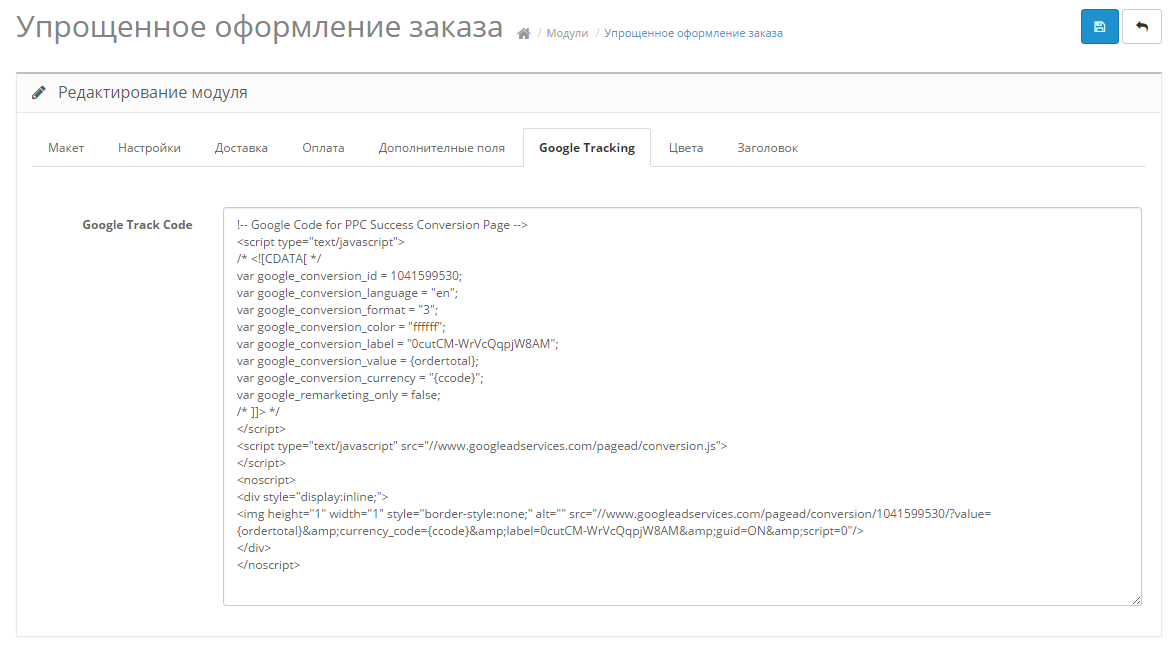 Упрощенное оформление заказа / Модули / Упрощенное оформление заказа
Редактирование модуля
Макет Настройки Доставка Оплата Дополнительные поля Google Tracking Цвета Заголовок
Google Track Code
!-- Google Code for PPC Success Conversion Page -->
<script type="text/javascript">
/* <![CDATA[ */
var google_conversion_id = 1041599530;
var google_conversion_language = "en";
var google_conversion_format = "3";
var google_conversion_color = "ffffff";
var google_conversion_label = "0cutCM-WrVcQqpjW8AM";
var google_conversion_value = {ordertotal};
var google_conversion_currency = "{ccode}";
var google_remarketing_only = false;
/* ]]> */
</script>
<script type="text/javascript" src="//www.googleadservices.com/pagead/conversion.js">
</script>
<noscript>
<div style="display:inline;">
<img height="1" width="1" style="border-style:none;" alt="" src="//www.googleadservices.com/pagead/conversion/1041599530/?value=
{ordertotal}&amp;currency_code={ccode}&amp;label=0cutCM-WrVcQqpjW8AM&amp;guid=ON&amp;script=0"/>
</div>
</noscript>